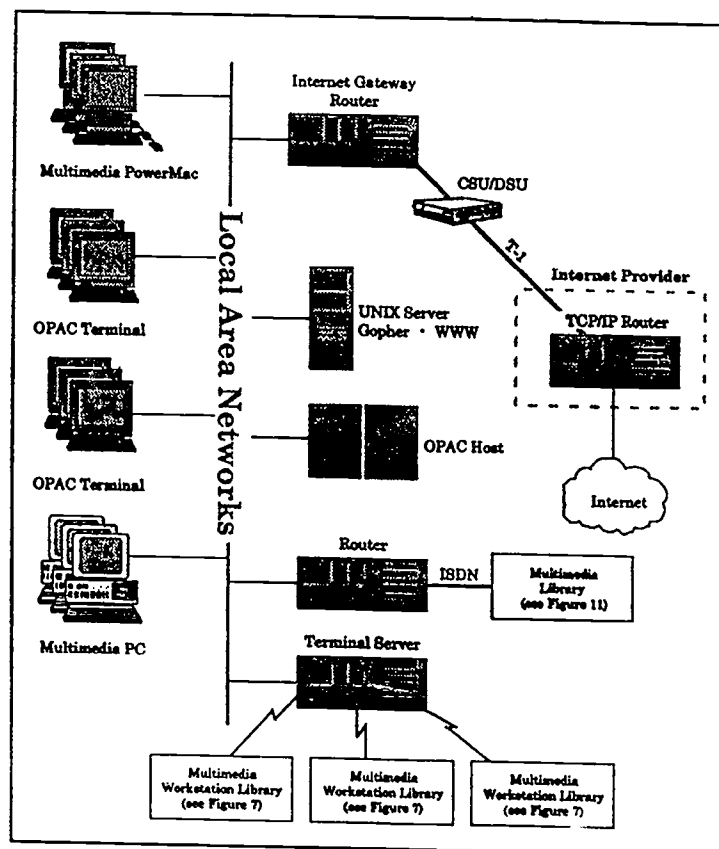 Internet Gateway
Router
Multimedia PowerMac
CSU/DSU
T-1
Internet Provider
TCP/IP Router
Local Area Networks
OPAC Terminal
UNIX Server
Gopher · WWW
OPAC Terminal
OPAC Host
Internet
Router
ISDN
Multimedia
Library
(see Figure 11)
Multimedia PC
Terminal Server
Multimedia
Workstation Library
(see Figure 7)
Multimedia
Workstation Library
(see Figure 7)
Multimedia
Workstation Library
(see Figure 7)